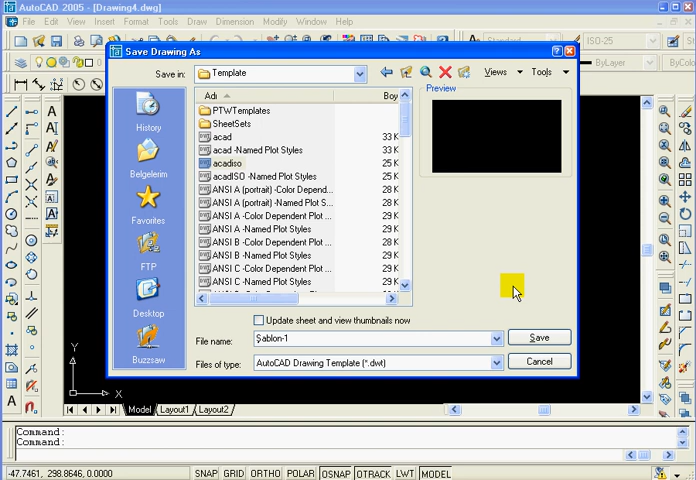 AutoCAD 2005 - [Drawing4.dwg]
File Edit View Insert Format Tools Draw Dimension Modify Window Help
Standard
ISO-25
ByLayer
ByColo
Save Drawing As
Save in:
Template
Views
Tools
Adı
Boy
Preview
PTWTemplates
SheetSets
acad 33 K
acad -Named Plot Styles 33 K
acadiso 25 K
acadISO -Named Plot Styles 25 K
ANSI A (portrait) -Color Depend... 28 K
ANSI A (portrait) -Named Plot S... 28 K
ANSI A -Color Dependent Plot ... 29 K
ANSI A -Named Plot Styles 29 K
ANSI B -Color Dependent Plot ... 28 K
ANSI B -Named Plot Styles 29 K
ANSI C -Color Dependent Plot ... 29 K
ANSI C -Named Plot Styles 29 K
History
Belgelerim
Favorites
FTP
Desktop
Buzzsaw
Update sheet and view thumbnails now
File name:
Şablon-1
Save
Files of type:
AutoCAD Drawing Template (*.dwt)
Cancel
Y
X
Model Layout1 Layout2
Command:
Command:
-47.7461, 298.8646, 0.0000
SNAP GRID ORTHO POLAR OSNAP OTRACK LWT MODEL